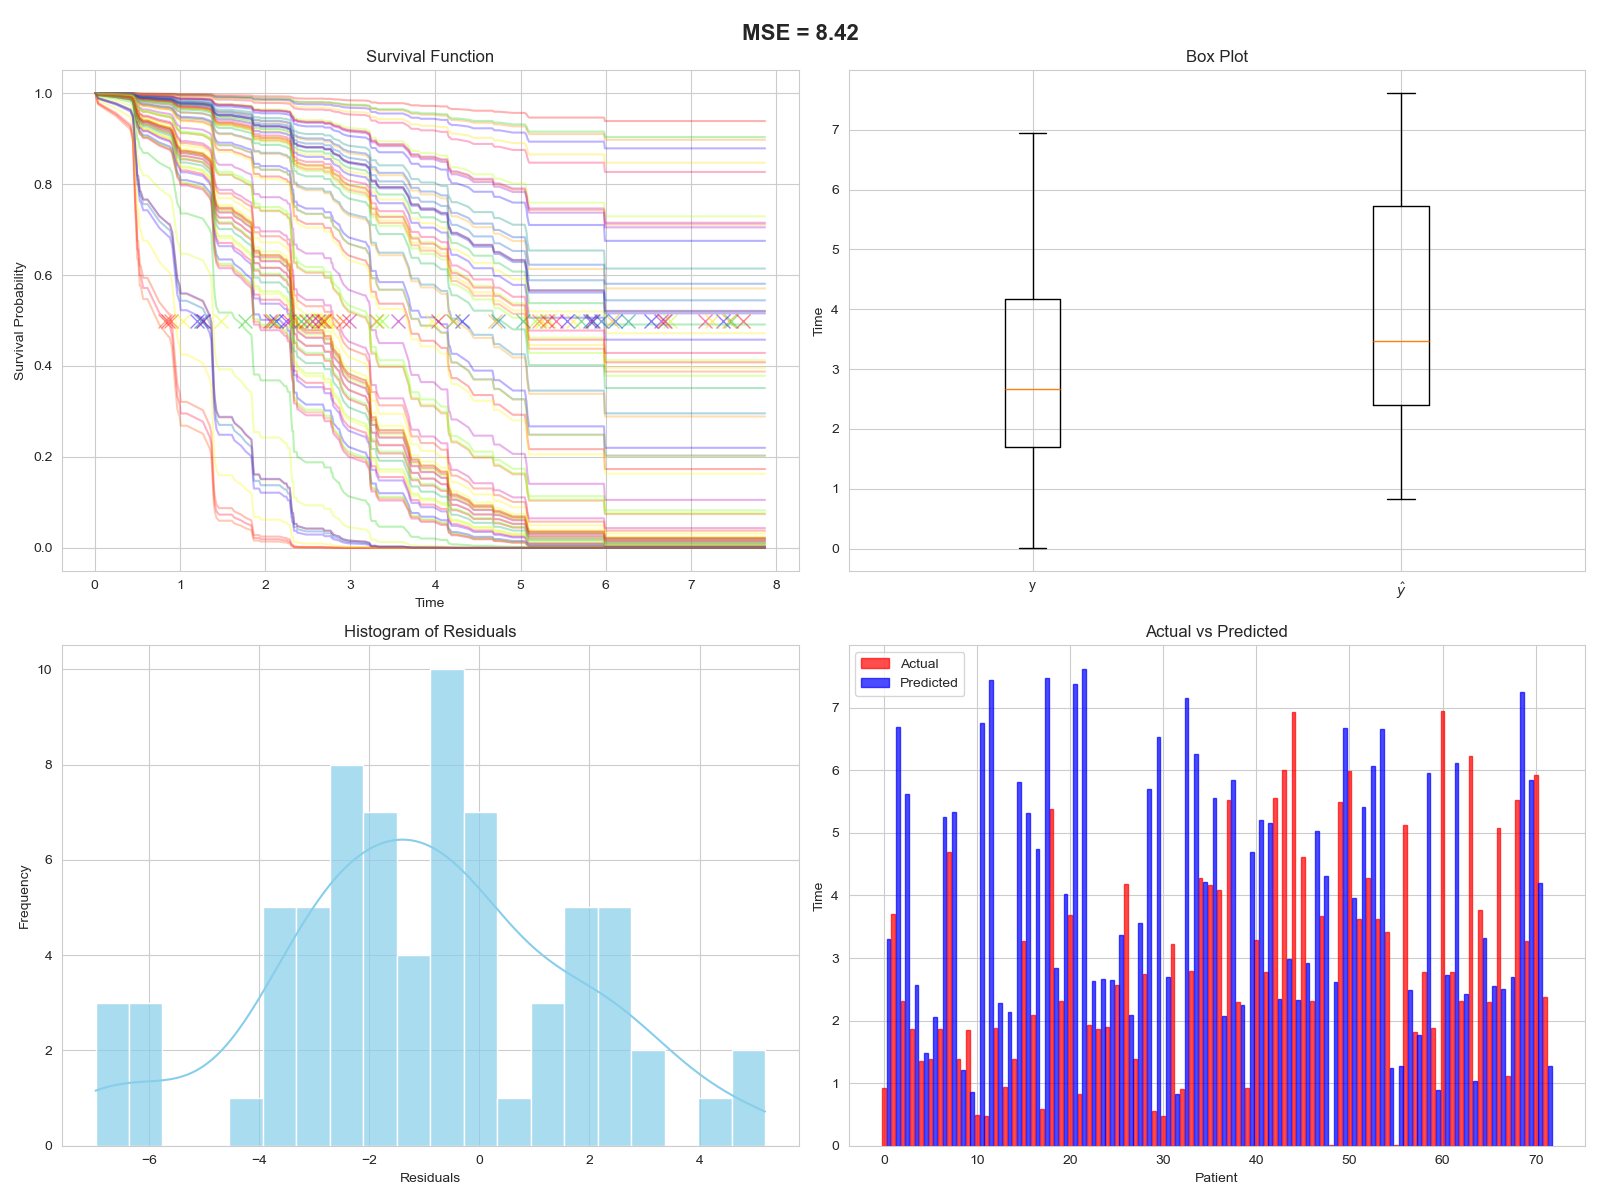 MSE = 8.42
Survival Function
Survival Probability
1.0
0.8
0.6
0.4
0.2
0.0
0 1 2 3 4 5 6 7 8
Time
Box Plot
Time
7
6
5
4
3
2
1
0
y ŷ
Histogram of Residuals
Frequency
10
8
6
4
2
0
−6 −4 −2 0 2 4
Residuals
Actual vs Predicted
Actual
Predicted
Time
7
6
5
4
3
2
1
0
0 10 20 30 40 50 60 70
Patient